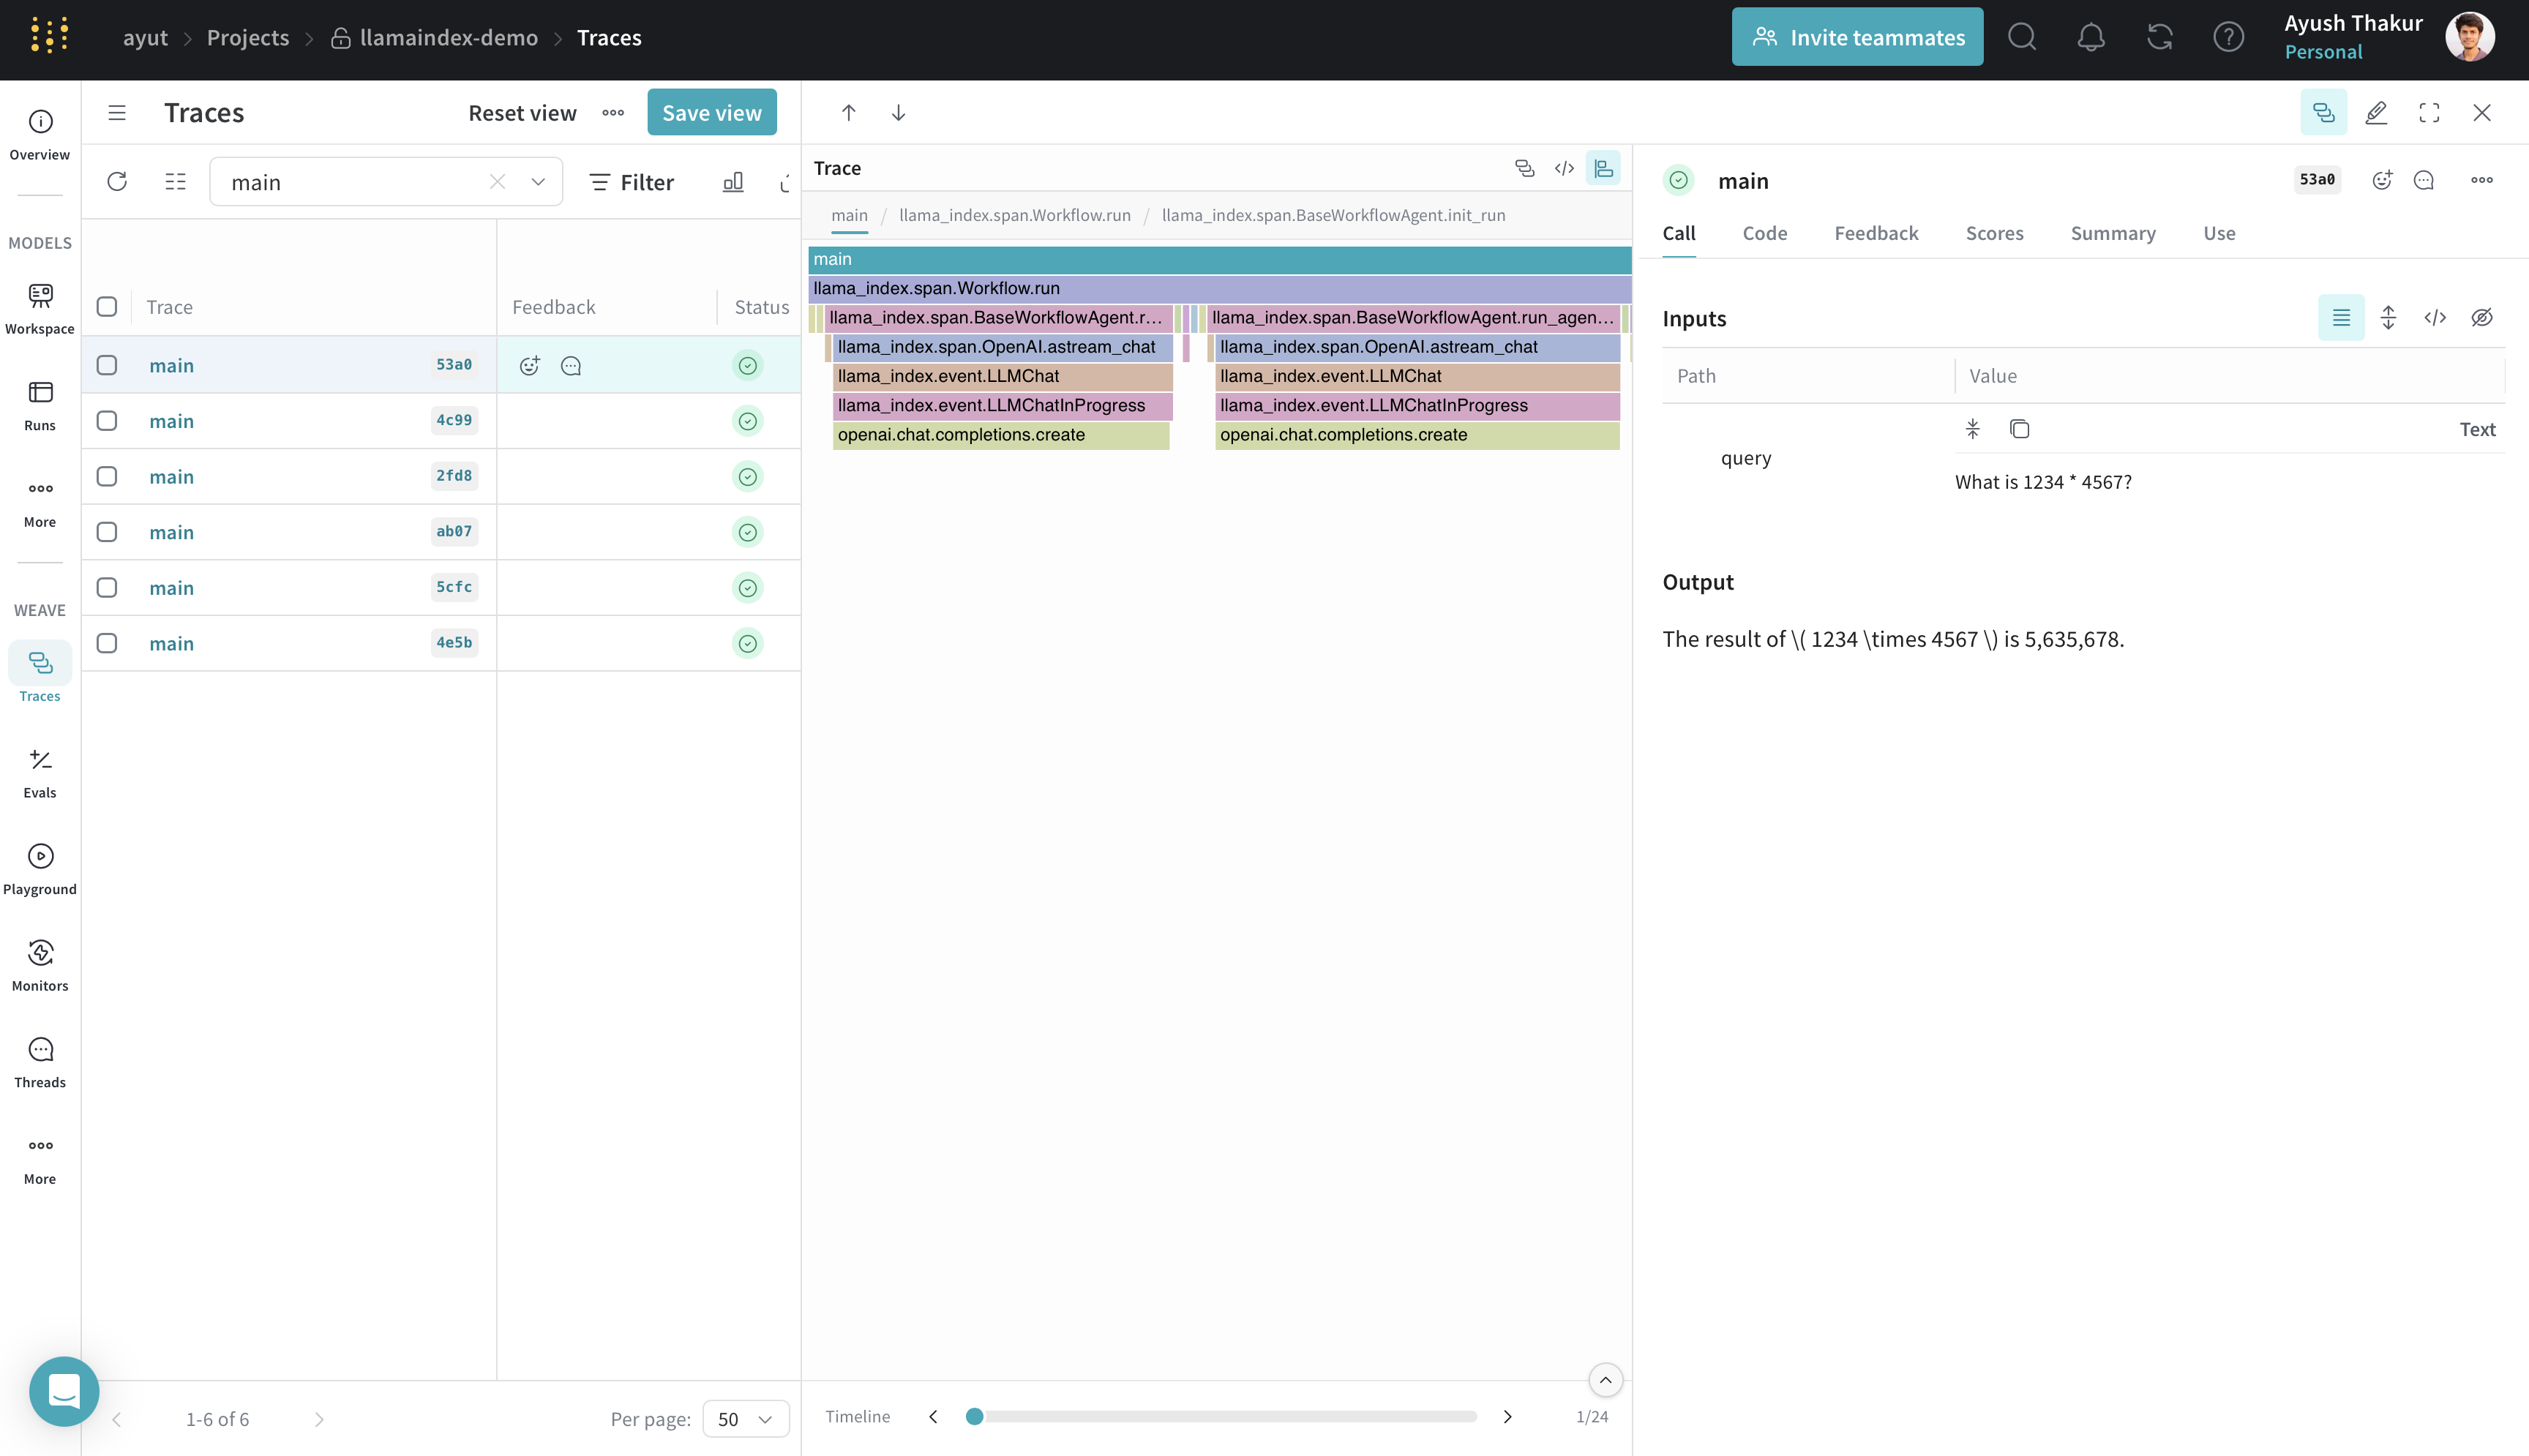 ayut > Projects > llamaindex-demo > Traces
Invite teammates
Ayush Thakur
Personal
Overview
MODELS
Workspace
Runs
More
WEAVE
Traces
Evals
Playground
Monitors
Threads
More
Traces
Reset view
Save view
main
Filter
Trace Feedback Status
main 53a0
main 4c99
main 2fd8
main ab07
main 5cfc
main 4e5b
1-6 of 6
Per page: 50
Trace
main / llama_index.span.Workflow.run / llama_index.span.BaseWorkflowAgent.init_run
main
llama_index.span.Workflow.run
llama_index.span.BaseWorkflowAgent.r... llama_index.span.BaseWorkflowAgent.run_agen...
llama_index.span.OpenAI.astream_chat llama_index.span.OpenAI.astream_chat
llama_index.event.LLMChat llama_index.event.LLMChat
llama_index.event.LLMChatInProgress llama_index.event.LLMChatInProgress
openai.chat.completions.create openai.chat.completions.create
Timeline
1/24
main
53a0
Call Code Feedback Scores Summary Use
Inputs
Path Value
Text
query
What is 1234 * 4567?
Output
The result of \( 1234 \times 4567 \) is 5,635,678.